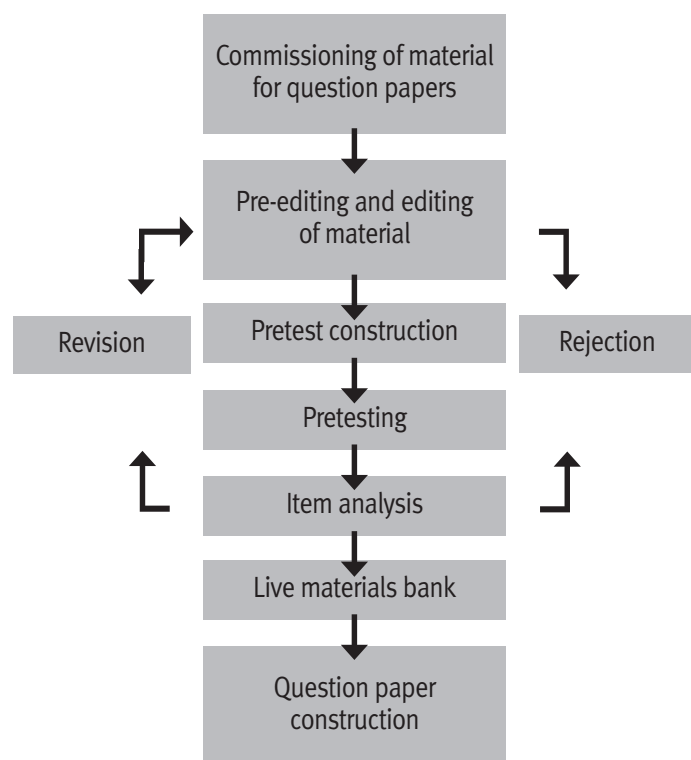 Commissioning of material
for question papers
Pre-editing and editing
of material
Revision
Pretest construction
Rejection
Pretesting
Item analysis
Live materials bank
Question paper
construction